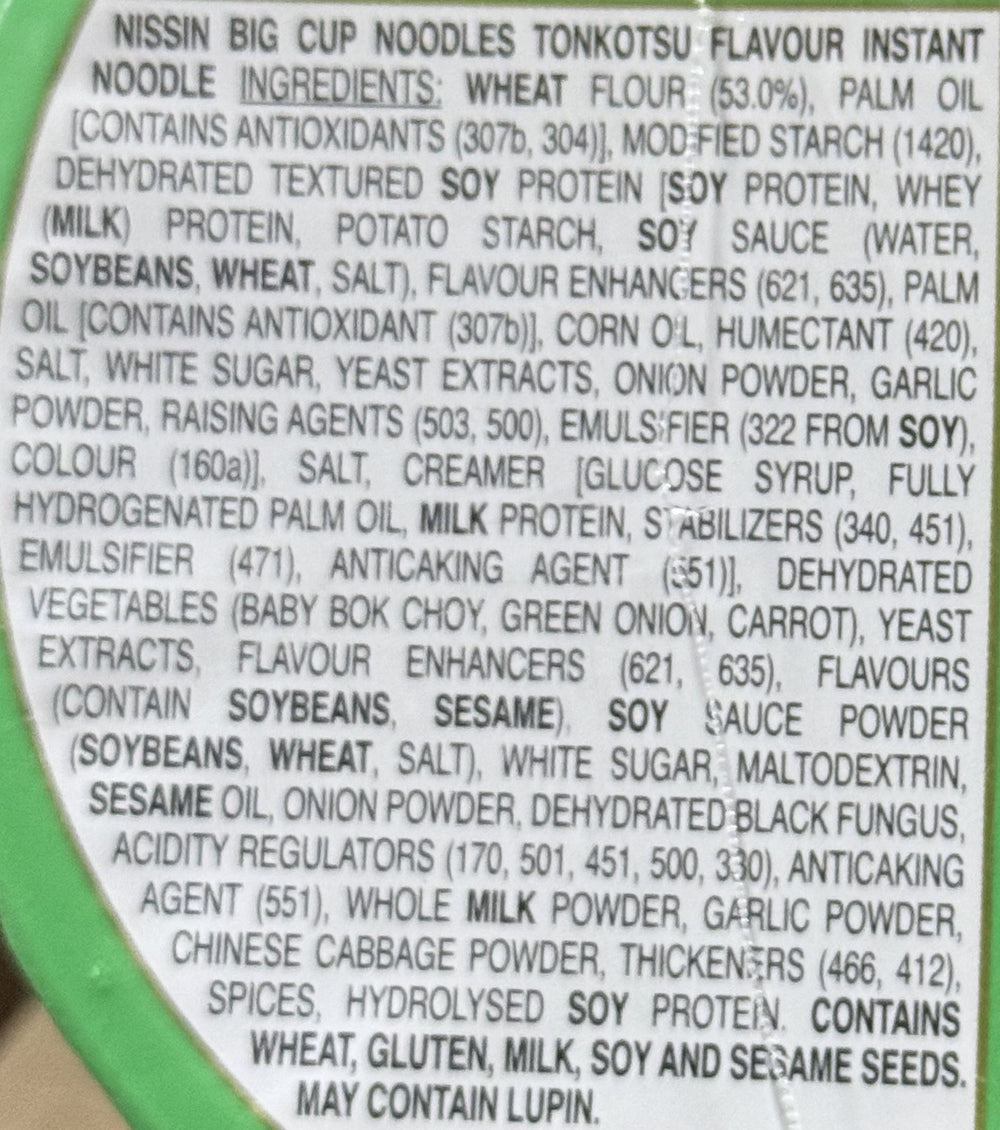 NISSIN BIG CUP NOODLES TONKOTSU FLAVOUR INSTANT
NOODLE INGREDIENTS: WHEAT FLOUR (53.0%), PALM OIL
[CONTAINS ANTIOXIDANTS (307b, 304)], MODIFIED STARCH (1420),
DEHYDRATED TEXTURED SOY PROTEIN [SOY PROTEIN, WHEY
(MILK) PROTEIN, POTATO STARCH, SOY SAUCE (WATER,
SOYBEANS, WHEAT, SALT), FLAVOUR ENHANCERS (621, 635), PALM
OIL [CONTAINS ANTIOXIDANT (307b)], CORN OIL, HUMECTANT (420),
SALT, WHITE SUGAR, YEAST EXTRACTS, ONION POWDER, GARLIC
POWDER, RAISING AGENTS (503, 500), EMULSIFIER (322 FROM SOY),
COLOUR (160a)], SALT, CREAMER [GLUCOSE SYRUP, FULLY
HYDROGENATED PALM OIL, MILK PROTEIN, STABILIZERS (340, 451),
EMULSIFIER (471), ANTICAKING AGENT (551)], DEHYDRATED
VEGETABLES (BABY BOK CHOY, GREEN ONION, CARROT), YEAST
EXTRACTS, FLAVOUR ENHANCERS (621, 635), FLAVOURS
(CONTAIN SOYBEANS, SESAME), SOY SAUCE POWDER
(SOYBEANS, WHEAT, SALT), WHITE SUGAR, MALTODEXTRIN,
SESAME OIL, ONION POWDER, DEHYDRATED BLACK FUNGUS,
ACIDITY REGULATORS (170, 501, 451, 500, 330), ANTICAKING
AGENT (551), WHOLE MILK POWDER, GARLIC POWDER,
CHINESE CABBAGE POWDER, THICKENERS (466, 412),
SPICES, HYDROLYSED SOY PROTEIN. CONTAINS
WHEAT, GLUTEN, MILK, SOY AND SESAME SEEDS.
MAY CONTAIN LUPIN.